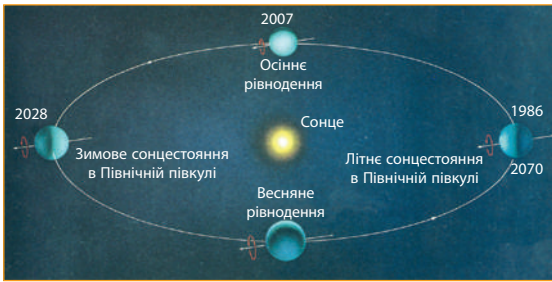 2007
Осіннє
рівнодення
2028
Сонце
1986
Зимове сонцестояння
в Північній півкулі
Літнє сонцестояння
в Північній півкулі
2070
Весняне
рівнодення